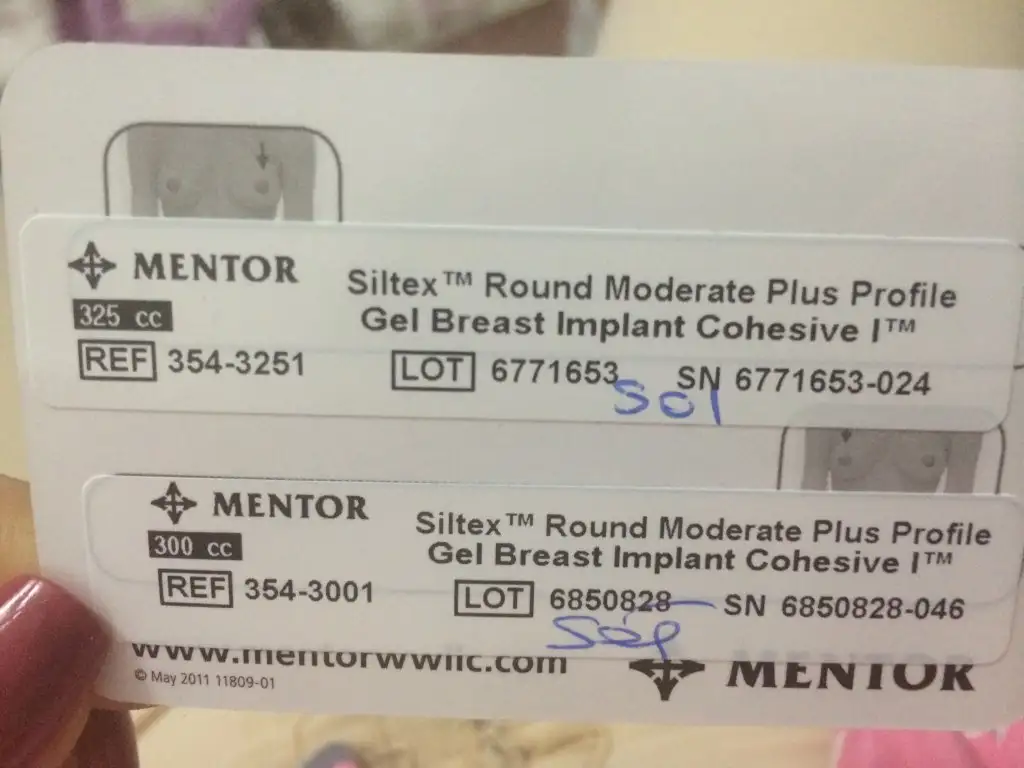 MENTOR
Siltex™ Round Moderate Plus Profile
325 cc
Gel Breast Implant Cohesive I™
REF 354-3251 LOT 6771653 SN 6771653-024
Sol
MENTOR
Siltex™ Round Moderate Plus Profile
300 cc
Gel Breast Implant Cohesive I™
REF 354-3001 LOT 6850828 SN 6850828-046
www.mentorwwllc.com
MENTOR
© May 2011 11809-01